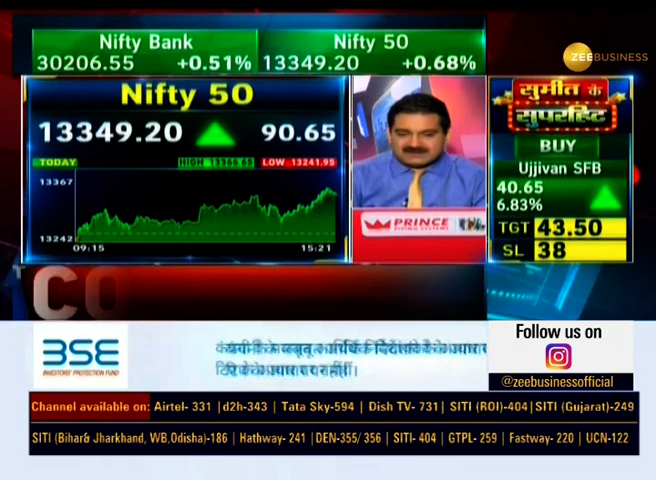 Nifty Bank
30206.55 +0.51%
Nifty 50
13349.20 +0.68%
ZEE BUSINESS
Nifty 50
13349.20 90.65
TODAY HIGH 13366.65 LOW 13241.95
13367
13242
09:15 15:21
PRINCE
PIPING SYSTEMS
सुमीत के
सुपरहिट
BUY
Ujjivan SFB
40.65
6.83%
TGT 43.50
SL 38
CO
BSE
INVESTORS' PROTECTION FUND
Follow us on
@zeebusinessofficial
Channel available on: Airtel- 331 | d2h-343 | Tata Sky-594 | Dish TV- 731 | SITI (ROI)-404 | SITI (Gujarat)-249
SITI (Bihar& Jharkhand, WB,Odisha)-186 | Hathway- 241 | DEN-355/ 356 | SITI- 404 | GTPL- 259 | Fastway- 220 | UCN-122